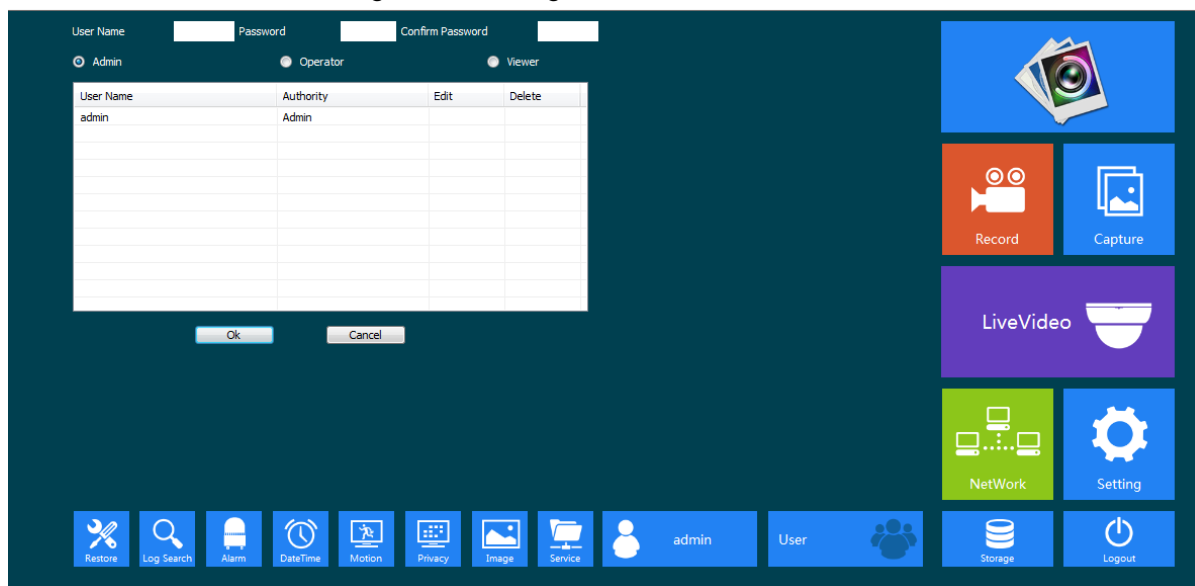 User Name Password Confirm Password
Admin Operator Viewer
User Name Authority Edit Delete
admin Admin
Ok Cancel
Record Capture
LiveVideo
NetWork Setting
Restore Log Search Alarm DateTime Motion Privacy Image Service admin User Storage Logout